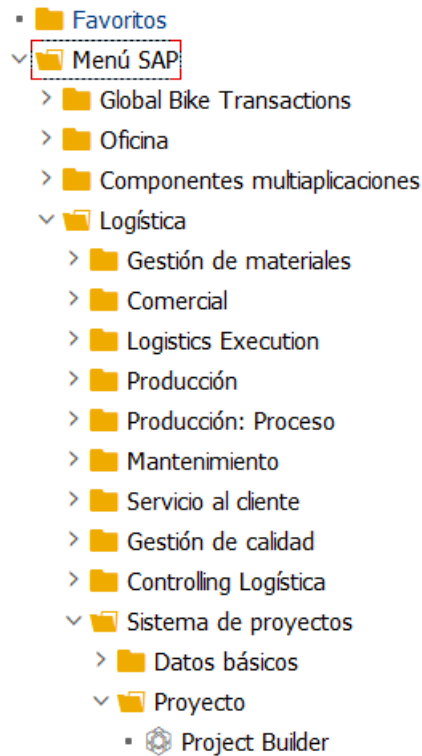 Favoritos
Menú SAP
Global Bike Transactions
Oficina
Componentes multiaplicaciones
Logística
Gestión de materiales
Comercial
Logistics Execution
Producción
Producción: Proceso
Mantenimiento
Servicio al cliente
Gestión de calidad
Controlling Logística
Sistema de proyectos
Datos básicos
Proyecto
Project Builder